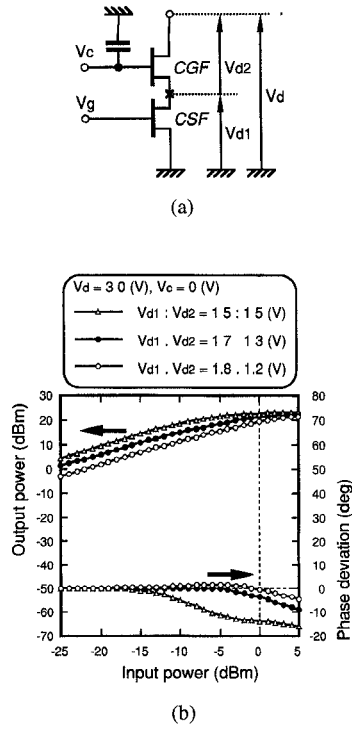 Vc
Vg
CGF
CSF
Vd2
Vd1
Vd
(a)
Vd = 3 0 (V), Vc = 0 (V)
Vd1 : Vd2 = 1 5 : 1 5 (V)
Vd1 . Vd2 = 1 7 1 3 (V)
Vd1 . Vd2 = 1.8 . 1.2 (V)
Output power (dBm)
30
20
10
0
-10
-20
-30
-40
-50
-60
-70
80
70
60
50
40
30
20
10
0
-10
-20
Phase deviation (deg)
-25 -20 -15 -10 -5 0 5
Input power (dBm)
(b)